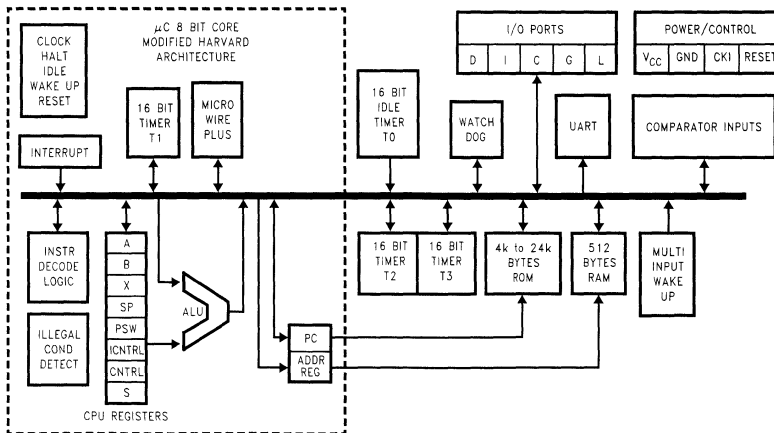 CLOCK
HALT
IDLE
WAKE UP
RESET
µC 8 BIT CORE
MODIFIED HARVARD
ARCHITECTURE
I/O PORTS
D I C G L
POWER/CONTROL
VCC GND CKI RESET
INTERRUPT
16 BIT
TIMER
T1
MICRO
WIRE
PLUS
16 BIT
IDLE
TIMER
T0
WATCH
DOG
UART
COMPARATOR INPUTS
INSTR
DECODE
LOGIC
ILLEGAL
COND
DETECT
A
B
X
SP
PSW
ICNTRL
CNTRL
S
CPU REGISTERS
ALU
PC
ADDR
REG
16 BIT
TIMER
T2
16 BIT
TIMER
T3
4k to 24k
BYTES
ROM
512
BYTES
RAM
MULTI
INPUT
WAKE
UP